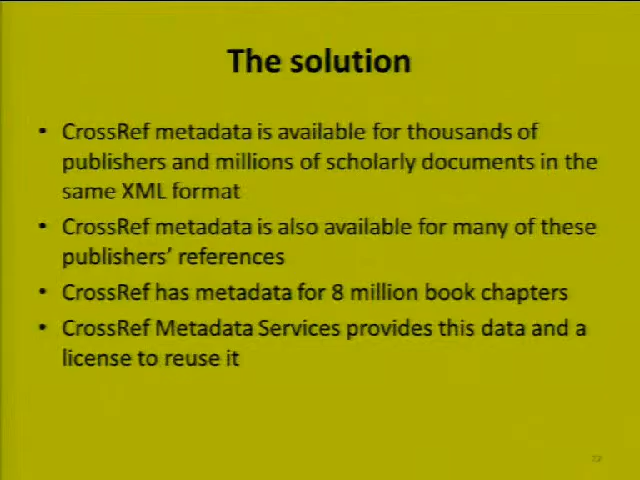 The solution
• CrossRef metadata is available for thousands of
publishers and millions of scholarly documents in the
same XML format
• CrossRef metadata is also available for many of these
publishers’ references
• CrossRef has metadata for 8 million book chapters
• CrossRef Metadata Services provides this data and a
license to reuse it